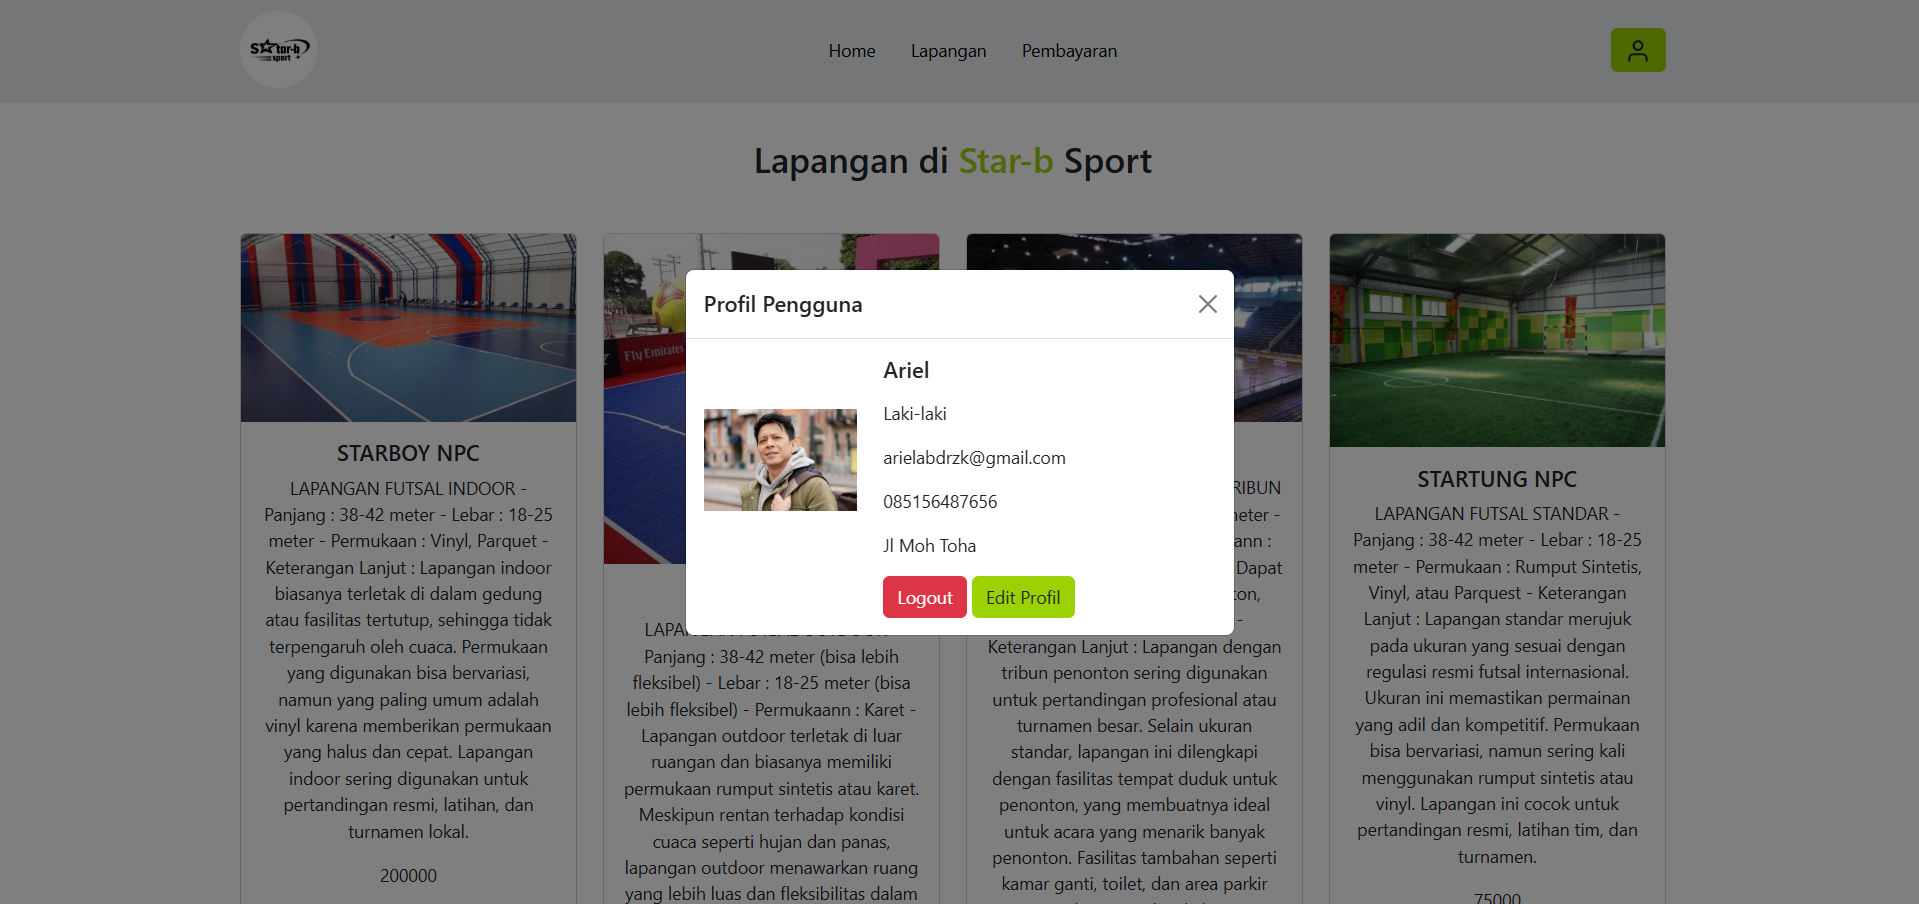 Star-b
sport
Home Lapangan Pembayaran
Lapangan di Star-b Sport
Fly Emirates
Profil Pengguna
Ariel
Laki-laki
arielabdrzk@gmail.com
085156487656
Jl Moh Toha
Logout Edit Profil
STARBOY NPC
LAPANGAN FUTSAL INDOOR -
Panjang : 38-42 meter - Lebar : 18-25
meter - Permukaan : Vinyl, Parquet -
Keterangan Lanjut : Lapangan indoor
biasanya terletak di dalam gedung
atau fasilitas tertutup, sehingga tidak
terpengaruh oleh cuaca. Permukaan
yang digunakan bisa bervariasi,
namun yang paling umum adalah
vinyl karena memberikan permukaan
yang halus dan cepat. Lapangan
indoor sering digunakan untuk
pertandingan resmi, latihan, dan
turnamen lokal.
200000
Panjang : 38-42 meter (bisa lebih
fleksibel) - Lebar : 18-25 meter (bisa
lebih fleksibel) - Permukaann : Karet -
Lapangan outdoor terletak di luar
ruangan dan biasanya memiliki
permukaan rumput sintetis atau karet.
Meskipun rentan terhadap kondisi
cuaca seperti hujan dan panas,
lapangan outdoor menawarkan ruang
yang lebih luas dan fleksibilitas dalam
RIBUN
eter -
ann :
Dapat
on,
-
Keterangan Lanjut : Lapangan dengan
tribun penonton sering digunakan
untuk pertandingan profesional atau
turnamen besar. Selain ukuran
standar, lapangan ini dilengkapi
dengan fasilitas tempat duduk untuk
penonton, yang membuatnya ideal
untuk acara yang menarik banyak
penonton. Fasilitas tambahan seperti
kamar ganti, toilet, dan area parkir
STARTUNG NPC
LAPANGAN FUTSAL STANDAR -
Panjang : 38-42 meter - Lebar : 18-25
meter - Permukaan : Rumput Sintetis,
Vinyl, atau Parquest - Keterangan
Lanjut : Lapangan standar merujuk
pada ukuran yang sesuai dengan
regulasi resmi futsal internasional.
Ukuran ini memastikan permainan
yang adil dan kompetitif. Permukaan
bisa bervariasi, namun sering kali
menggunakan rumput sintetis atau
vinyl. Lapangan ini cocok untuk
pertandingan resmi, latihan tim, dan
turnamen.
75000